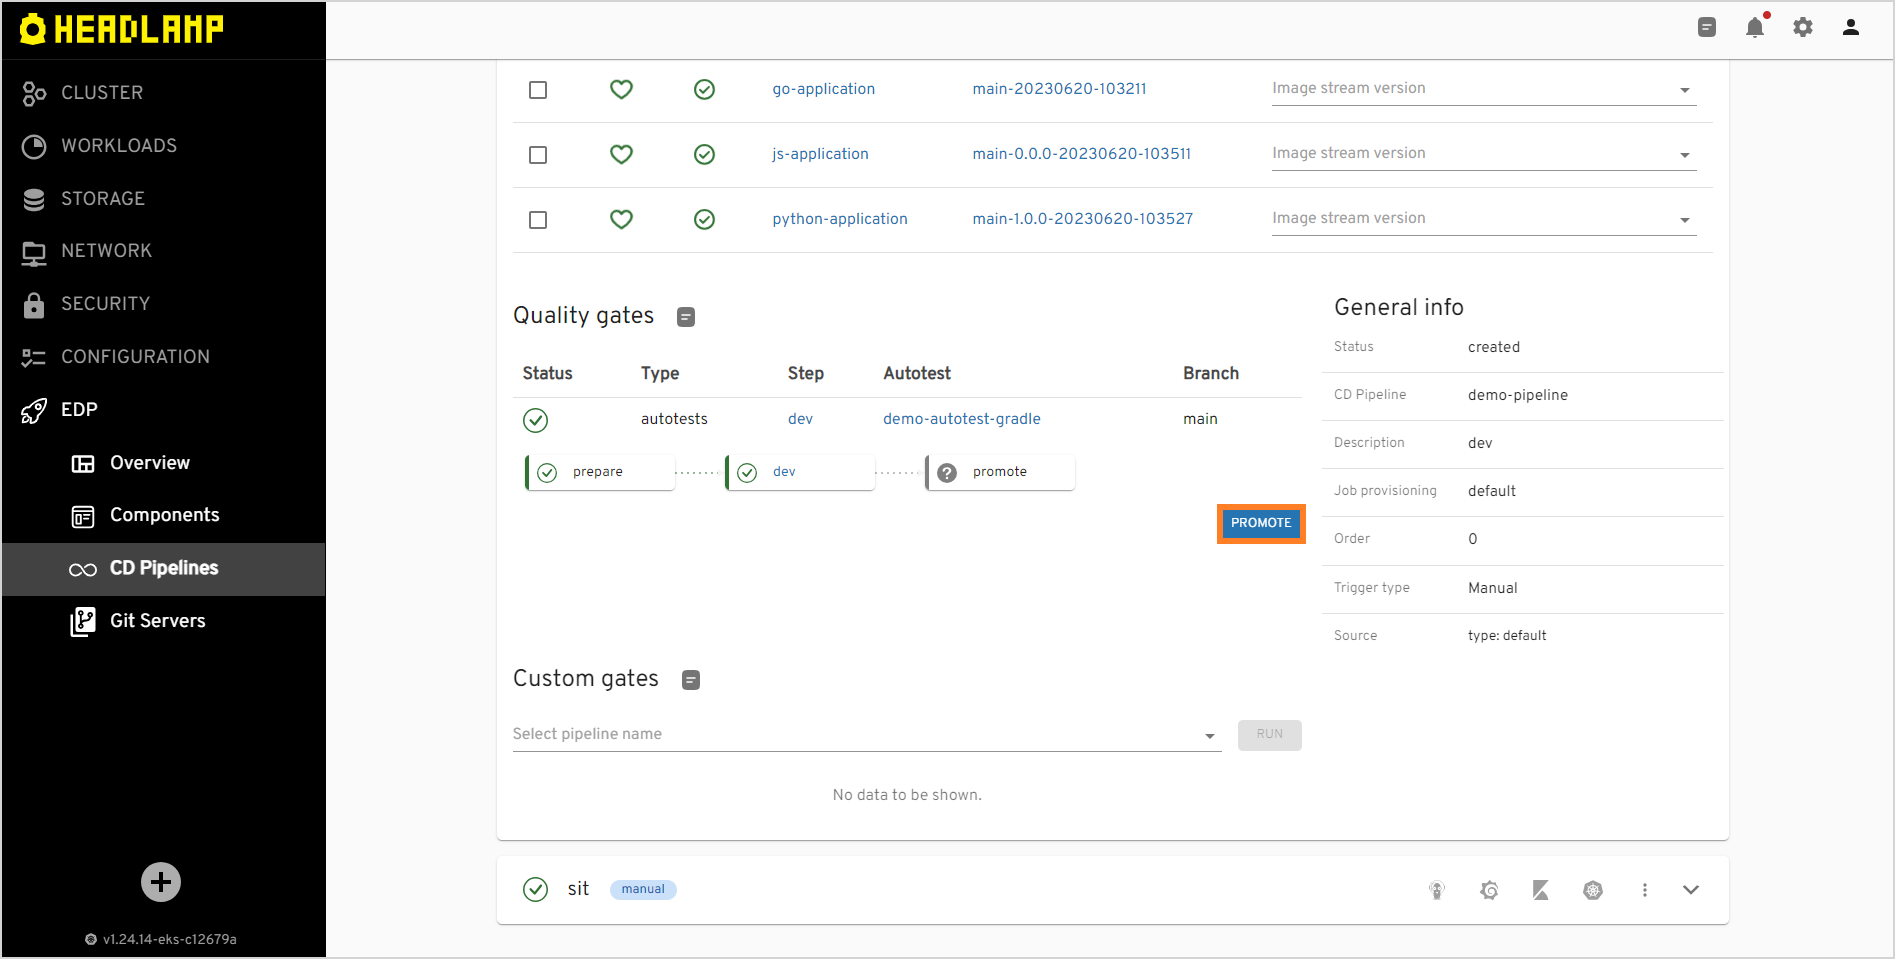 HEADLAMP
CLUSTER
WORKLOADS
STORAGE
NETWORK
SECURITY
CONFIGURATION
EDP
Overview
Components
CD Pipelines
Git Servers
v1.24.14-eks-c12679a
go-application main-20230620-103211 Image stream version
js-application main-0.0.0-20230620-103511 Image stream version
python-application main-1.0.0-20230620-103527 Image stream version
Quality gates
Status Type Step Autotest Branch
autotests dev demo-autotest-gradle main
prepare dev promote
PROMOTE
General info
Status created
CD Pipeline demo-pipeline
Description dev
Job provisioning default
Order 0
Trigger type Manual
Source type: default
Custom gates
Select pipeline name RUN
No data to be shown.
sit manual